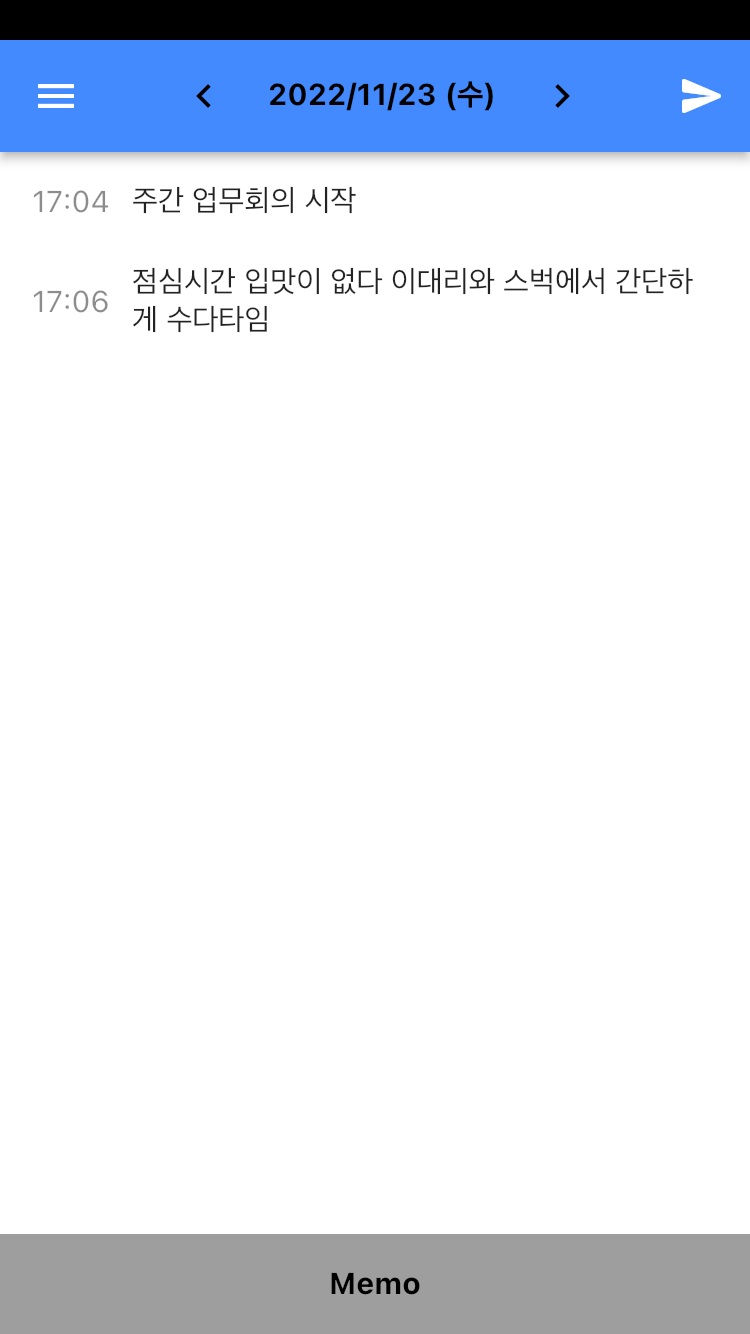 2022/11/23 (수)
17:04 주간 업무회의 시작
17:06 점심시간 입맛이 없다 이대리와 스벅에서 간단하
게 수다타임
Memo